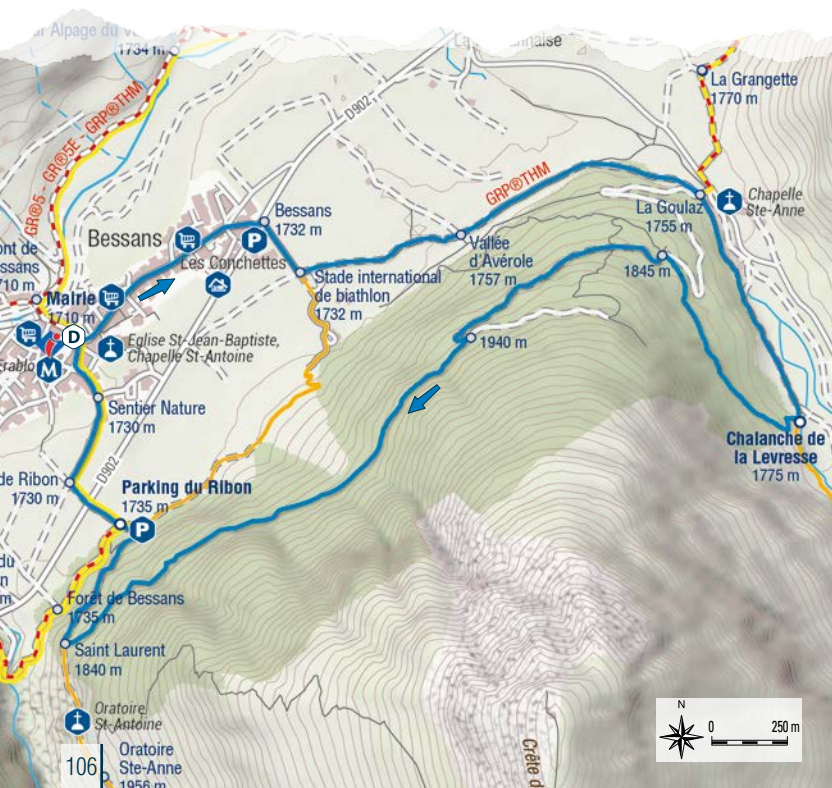 1734 m
D902
La Grangette
1770 m
GR®5 - GR®5E - GRP®THM
GRP®THM
Chapelle
Ste-Anne
La Goulaz
1755 m
Bessans
1732 m
Bessans
P
Les Conchettes
Vallée
d'Avérole
1757 m
Stade international
de biathlon
1732 m
1845 m
Mairie
1710 m
D
Eglise St-Jean-Baptiste,
Chapelle St-Antoine
M
1940 m
Sentier Nature
1730 m
D902
Chalanche de
la Levresse
1775 m
de Ribon
1730 m
Parking du Ribon
1735 m
P
Forêt de Bessans
1735 m
Saint Laurent
1840 m
Oratoire
St-Antoine
Oratoire
Ste-Anne
1956 m
106
Crête d
N
0 250 m